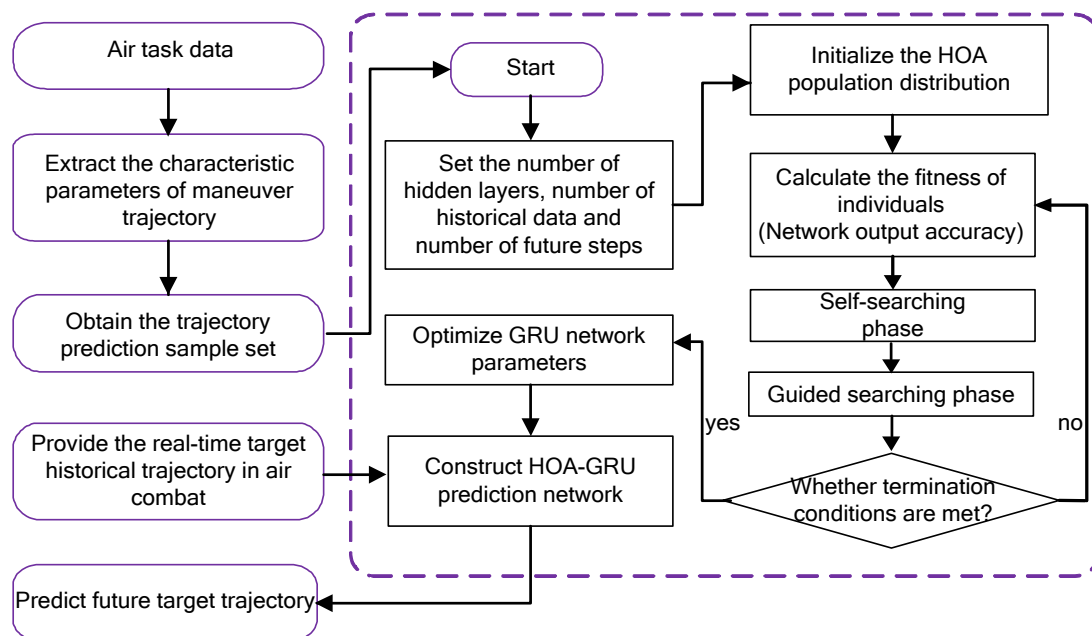 Air task data
Extract the characteristic
parameters of maneuver
trajectory
Obtain the trajectory
prediction sample set
Provide the real-time target
historical trajectory in air
combat
Predict future target trajectory
Start
Set the number of
hidden layers, number of
historical data and
number of future steps
Optimize GRU network
parameters
Construct HOA-GRU
prediction network
Initialize the HOA
population distribution
Calculate the fitness of
individuals
(Network output accuracy)
Self-searching
phase
Guided searching phase
yes
no
Whether termination
conditions are met?